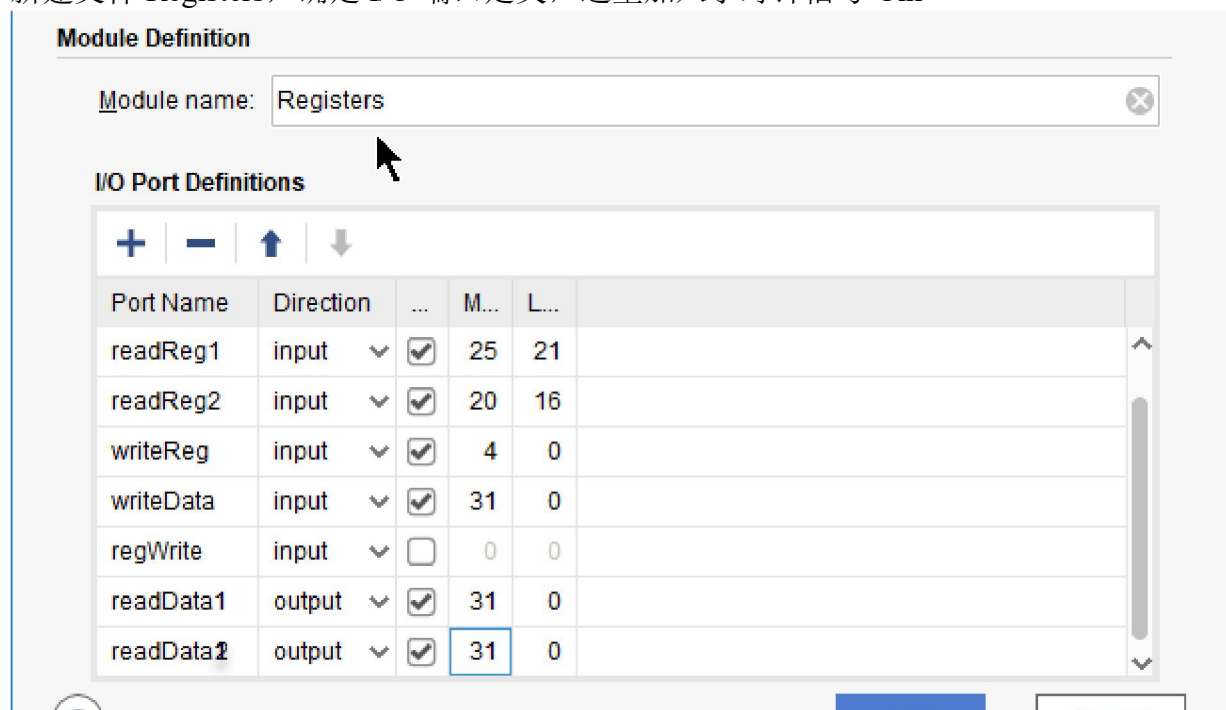 Module Definition
Module name: Registers
I/O Port Definitions
Port Name Direction ... M... L...
readReg1 input 25 21
readReg2 input 20 16
writeReg input 4 0
writeData input 31 0
regWrite input 0 0
readData1 output 31 0
readData2 output 31 0